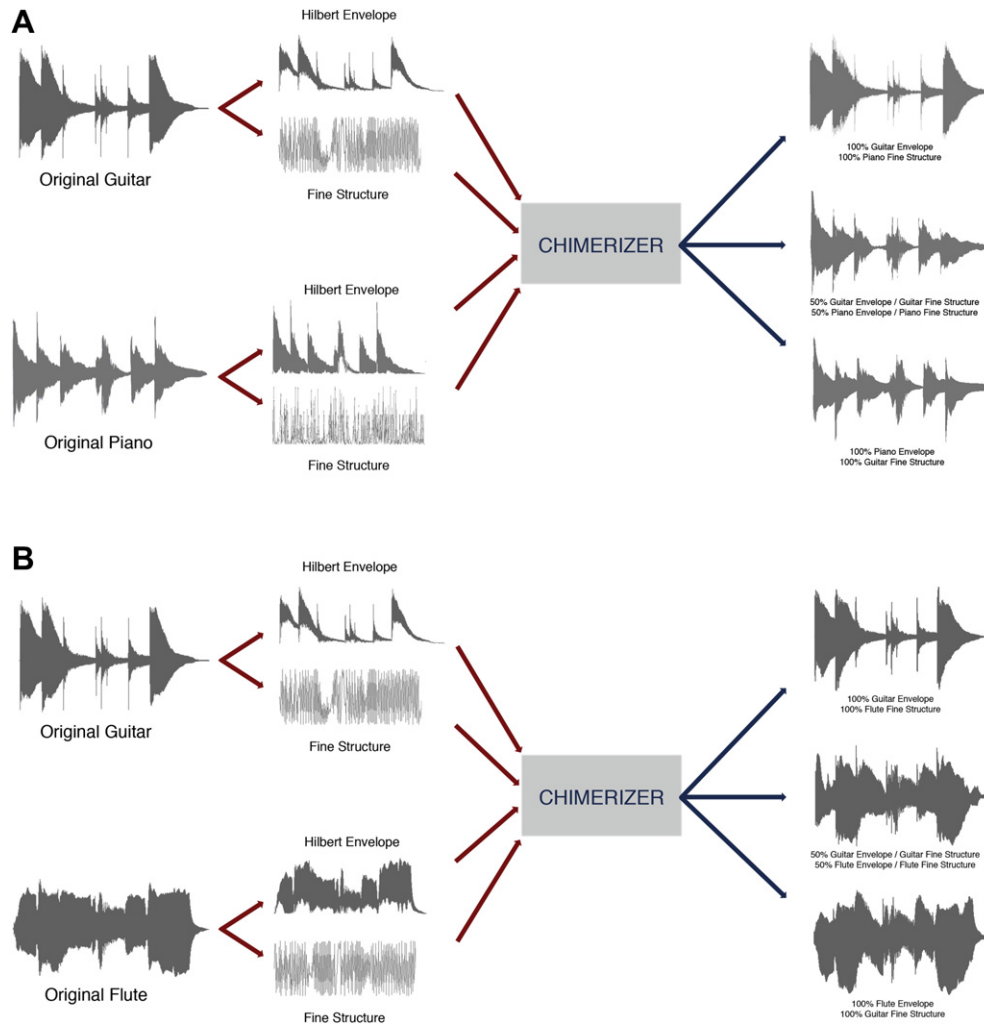 A
Hilbert Envelope
Original Guitar
Fine Structure
Hilbert Envelope
Original Piano
Fine Structure
CHIMERIZER
100% Guitar Envelope
100% Piano Fine Structure
50% Guitar Envelope / Guitar Fine Structure
50% Piano Envelope / Piano Fine Structure
100% Piano Envelope
100% Guitar Fine Structure
B
Hilbert Envelope
Original Guitar
Fine Structure
Hilbert Envelope
Original Flute
Fine Structure
CHIMERIZER
100% Guitar Envelope
100% Flute Fine Structure
50% Guitar Envelope / Guitar Fine Structure
50% Flute Envelope / Flute Fine Structure
100% Flute Envelope
100% Guitar Fine Structure